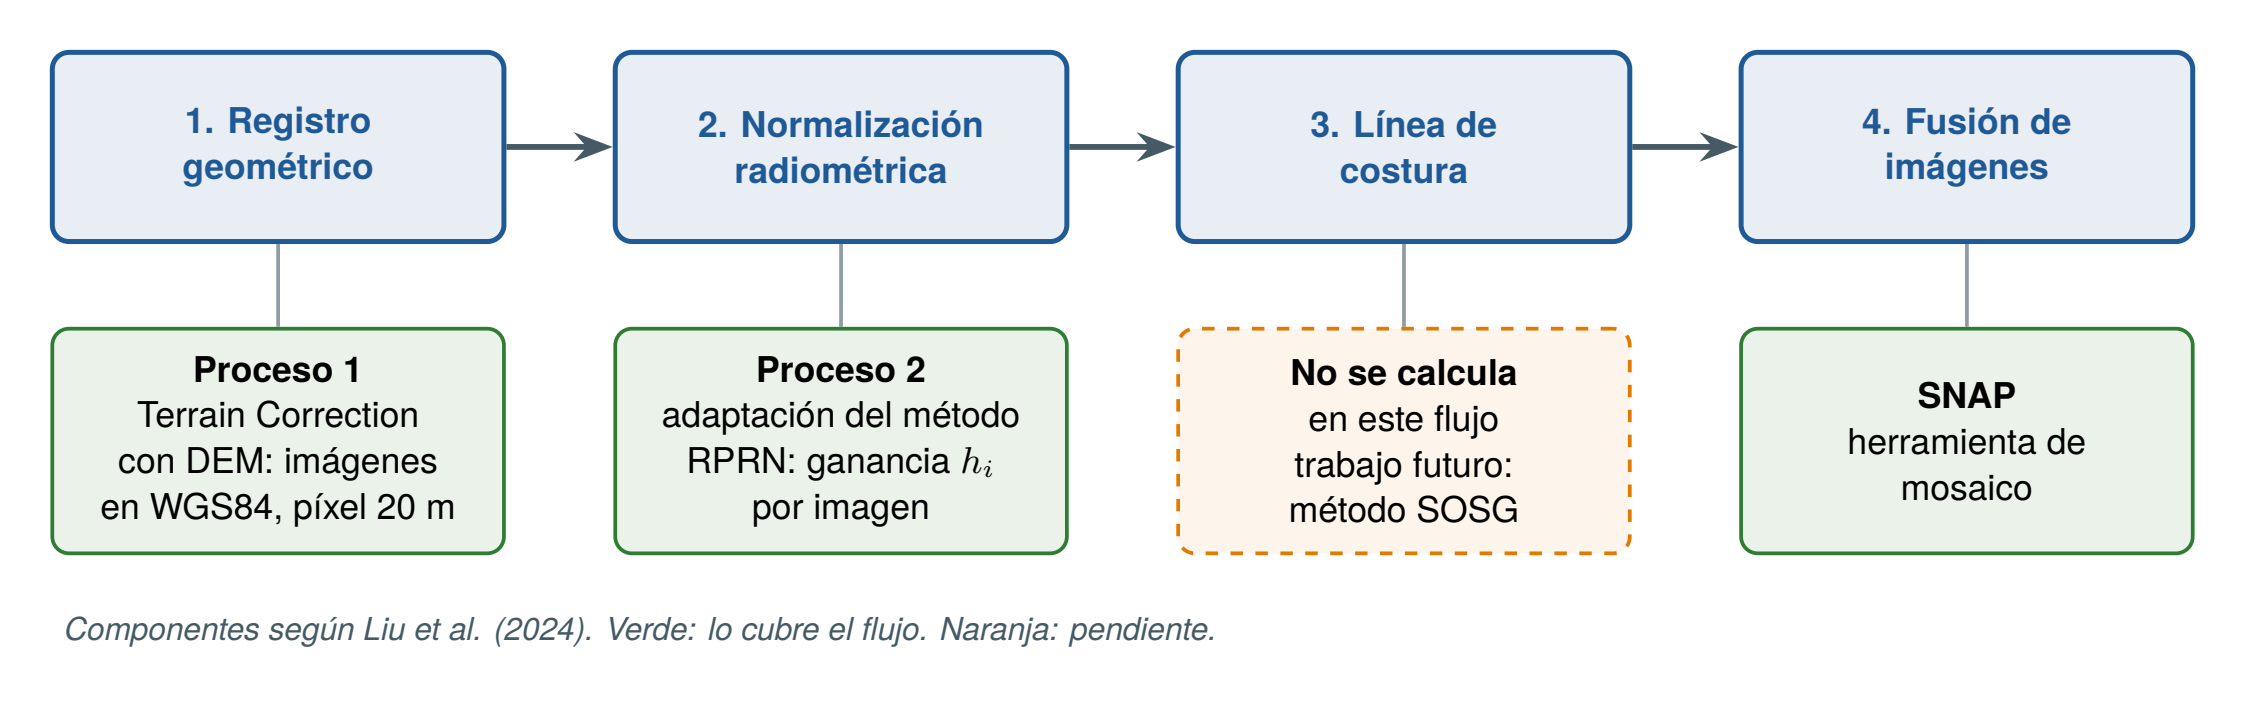 1. Registro
geométrico
2. Normalización
radiométrica
3. Línea de
costura
4. Fusión de
imágenes
Proceso 1
Terrain Correction
con DEM: imágenes
en WGS84, píxel 20 m
Proceso 2
adaptación del método
RPRN: ganancia hᵢ
por imagen
No se calcula
en este flujo
trabajo futuro:
método SOSG
SNAP
herramienta de
mosaico
Componentes según Liu et al. (2024). Verde: lo cubre el flujo. Naranja: pendiente.